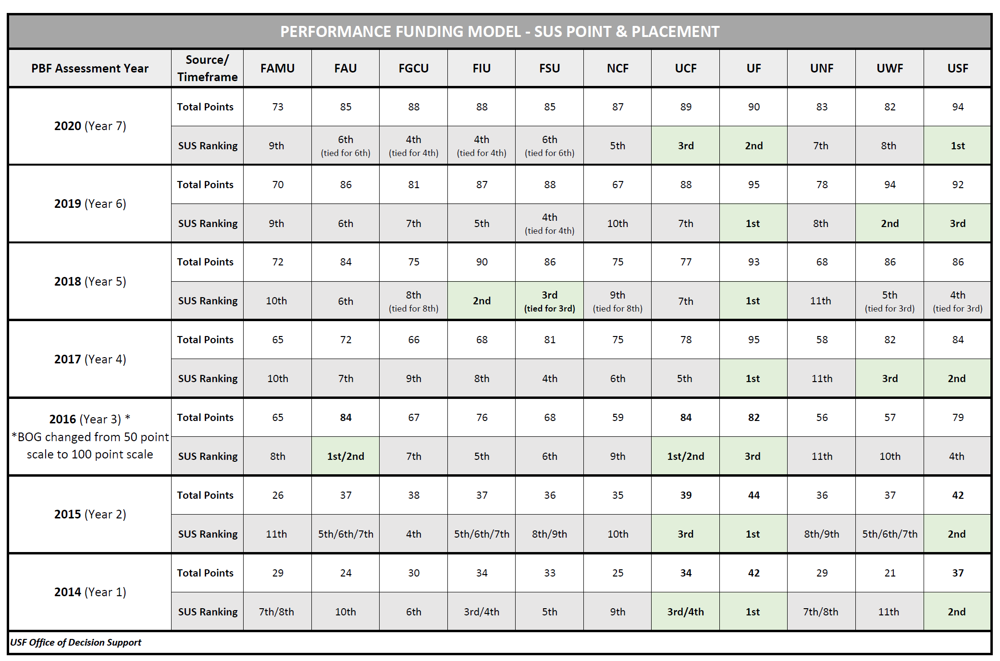 PERFORMANCE FUNDING MODEL - SUS POINT & PLACEMENT
PBF Assessment Year Source/ Timeframe FAMU FAU FGCU FIU FSU NCF UCF UF UNF UWF USF
2020 (Year 7)
Total Points 73 85 88 88 85 87 89 90 83 82 94
SUS Ranking 9th 6th (tied for 6th) 4th (tied for 4th) 4th (tied for 4th) 6th (tied for 6th) 5th 3rd 2nd 7th 8th 1st
2019 (Year 6)
Total Points 70 86 81 87 88 67 88 95 78 94 92
SUS Ranking 9th 6th 7th 5th 4th (tied for 4th) 10th 7th 1st 8th 2nd 3rd
2018 (Year 5)
Total Points 72 84 75 90 86 75 77 93 68 86 86
SUS Ranking 10th 6th 8th (tied for 8th) 2nd 3rd (tied for 3rd) 9th (tied for 8th) 7th 1st 11th 5th (tied for 3rd) 4th (tied for 3rd)
2017 (Year 4)
Total Points 65 72 66 68 81 75 78 95 58 82 84
SUS Ranking 10th 7th 9th 8th 4th 6th 5th 1st 11th 3rd 2nd
2016 (Year 3) *
*BOG changed from 50 point
scale to 100 point scale
Total Points 65 84 67 76 68 59 84 82 56 57 79
SUS Ranking 8th 1st/2nd 7th 5th 6th 9th 1st/2nd 3rd 11th 10th 4th
2015 (Year 2)
Total Points 26 37 38 37 36 35 39 44 36 37 42
SUS Ranking 11th 5th/6th/7th 4th 5th/6th/7th 8th/9th 10th 3rd 1st 8th/9th 5th/6th/7th 2nd
2014 (Year 1)
Total Points 29 24 30 34 33 25 34 42 29 21 37
SUS Ranking 7th/8th 10th 6th 3rd/4th 5th 9th 3rd/4th 1st 7th/8th 11th 2nd
USF Office of Decision Support